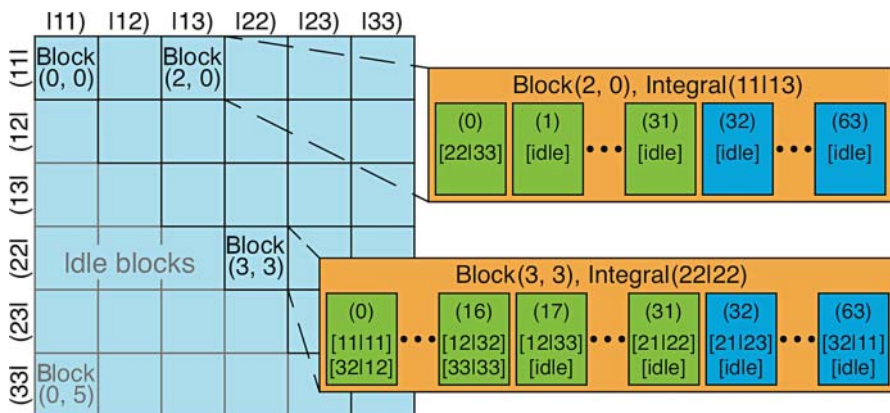 |11) |12) |13) |22) |23) |33)
(11|
(12|
(13|
(22|
(23|
(33|
Block
(0, 0)
Block
(2, 0)
Block
(3, 3)
Idle blocks
Block
(0, 5)
Block(2, 0), Integral(11|13)
(0) (1) (31) (32) (63)
[22|33] [idle] ••• [idle] [idle] ••• [idle]
Block(3, 3), Integral(22|22)
(0) (16) (17) (31) (32) (63)
[11|11] ••• [12|32] [12|33] ••• [21|22] [21|23] ••• [32|11]
[32|12] [33|33] [idle] [idle] [idle] [idle]